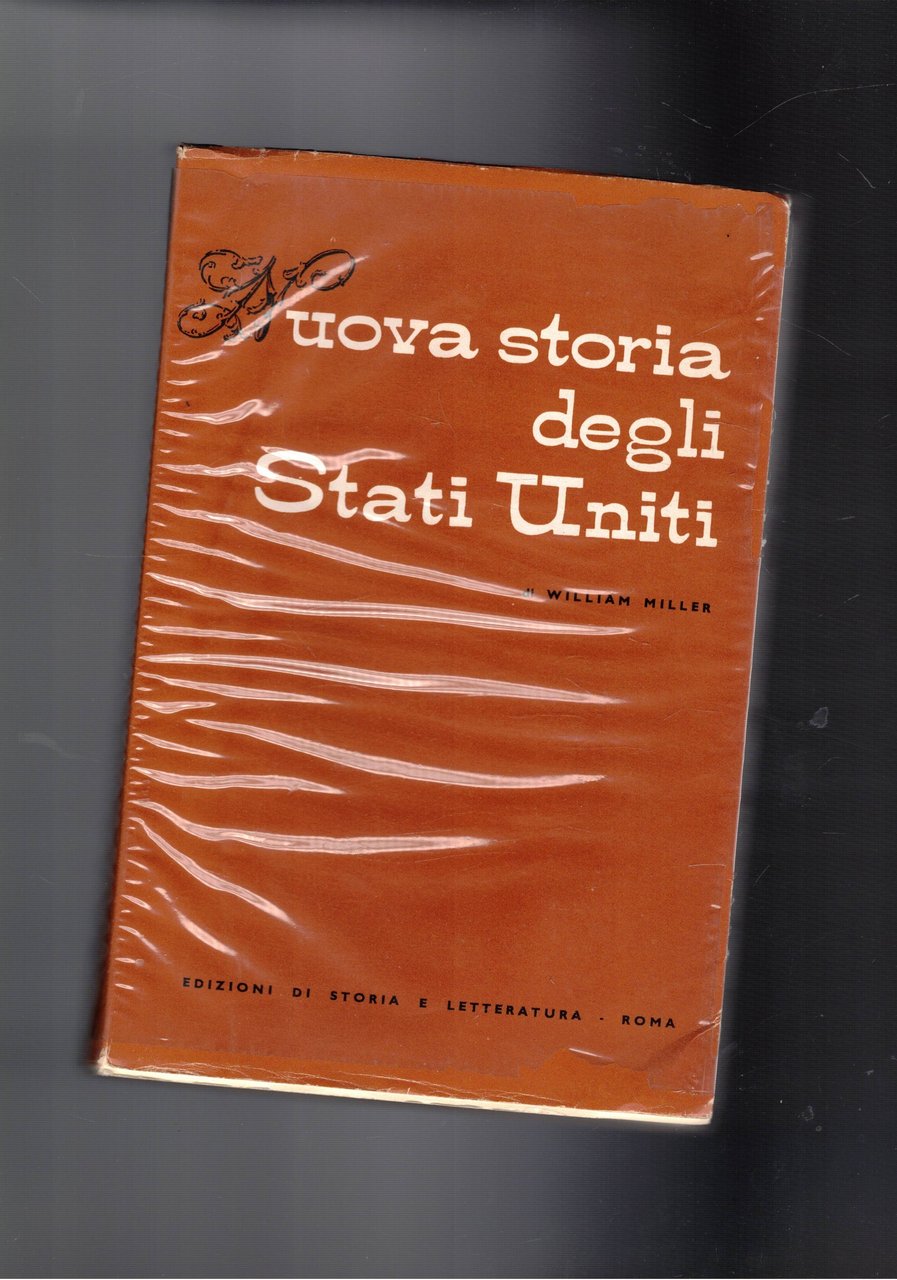 Nuova storia
degli
Stati Uniti
di WILLIAM MILLER
EDIZIONI DI STORIA E LETTERATURA - ROMA